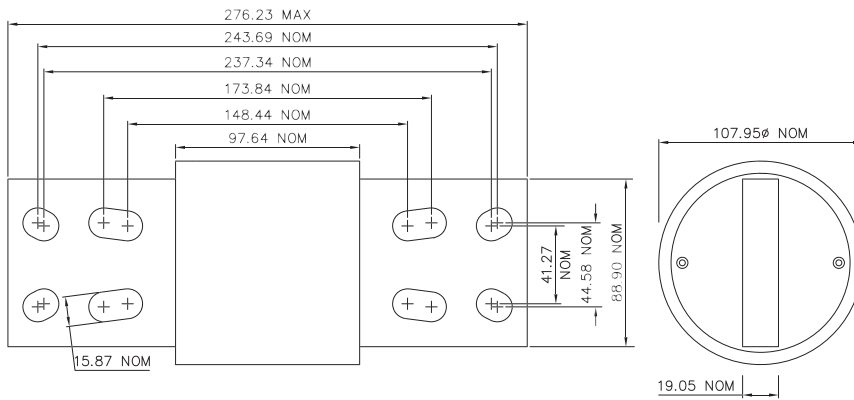 276.23 MAX
243.69 NOM
237.34 NOM
173.84 NOM
148.44 NOM
97.64 NOM
107.95ø NOM
41.27
NOM
44.58 NOM
88.90 NOM
15.87 NOM
19.05 NOM